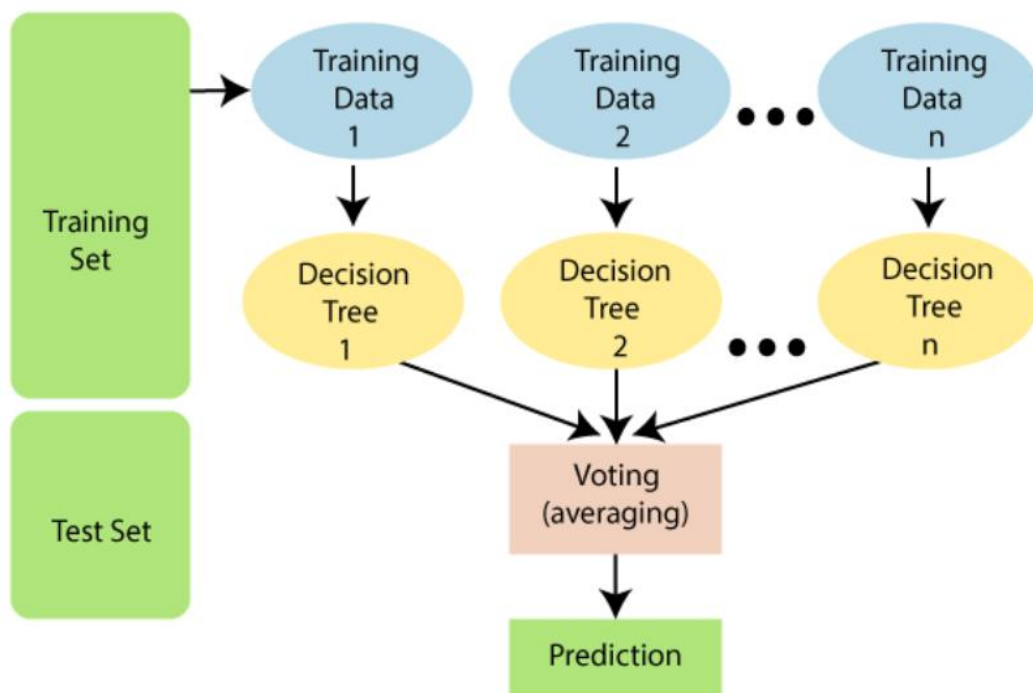 Training
Data
1
Training
Data
2
Training
Data
n
Training
Set
Decision
Tree
1
Decision
Tree
2
Decision
Tree
n
Voting
(averaging)
Test Set
Prediction